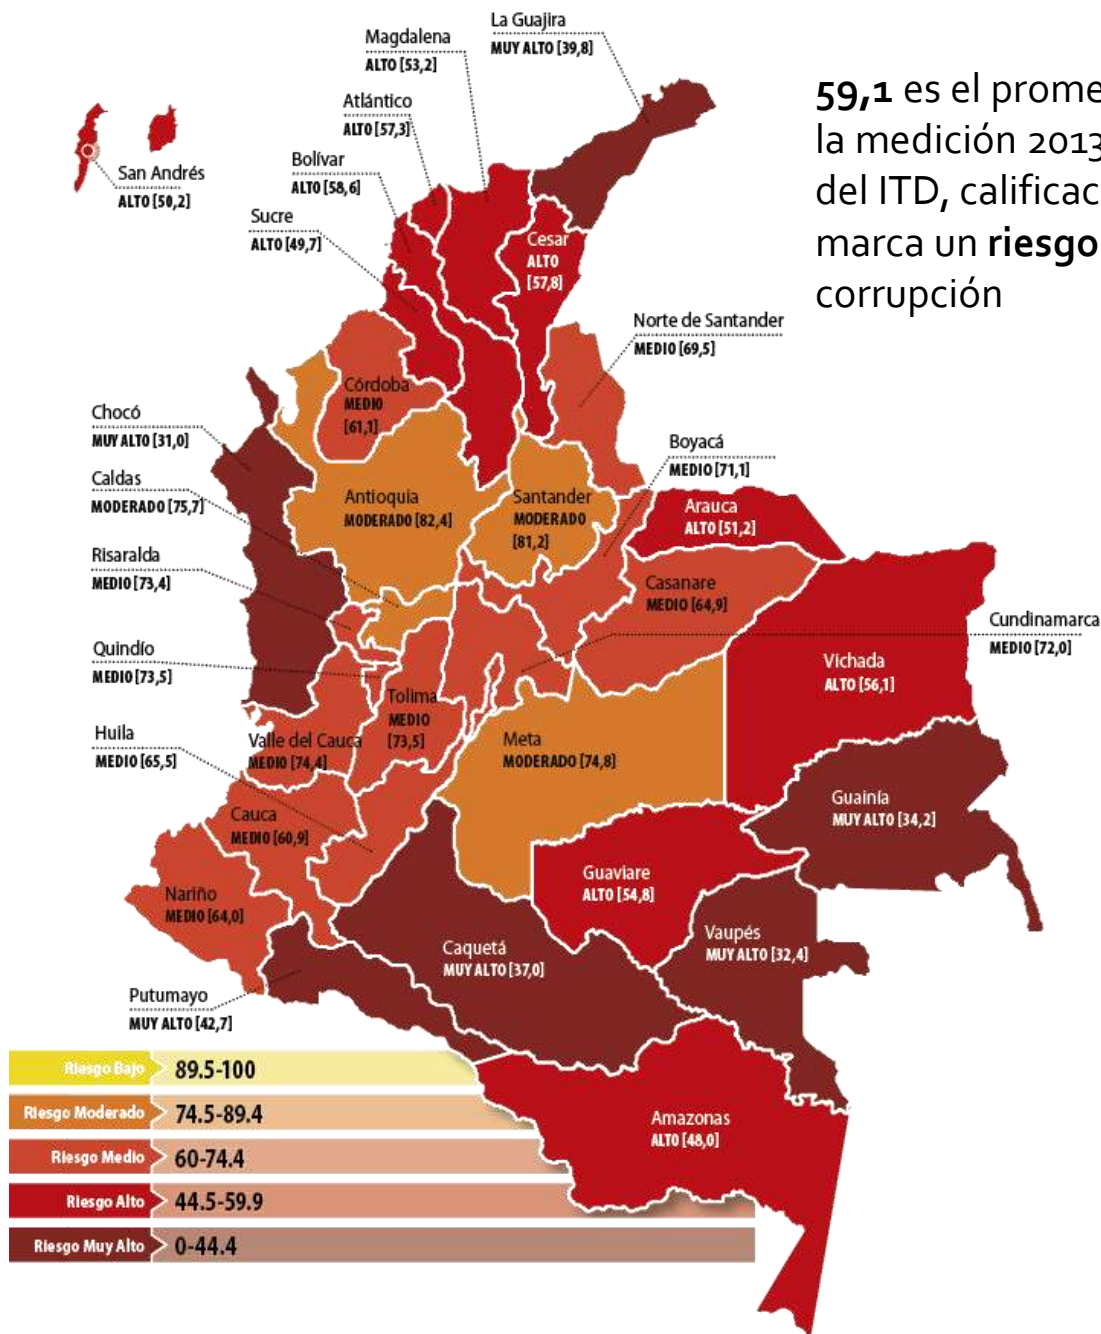 La Guajira
MUY ALTO [39,8]
Magdalena
ALTO [53,2]
Atlántico
ALTO [57,3]
Bolívar
ALTO [58,6]
Sucre
ALTO [49,7]
San Andrés
ALTO [50,2]
59,1 es el prome
la medición 2013
del ITD, calificac
marca un riesgo
corrupción
Cesar
ALTO
[57,8]
Norte de Santander
MEDIO [69,5]
Córdoba
MEDIO
[61,1]
Chocó
MUY ALTO [31,0]
Caldas
MODERADO [75,7]
Risaralda
MEDIO [73,4]
Quindío
MEDIO [73,5]
Huila
MEDIO [65,5]
Antioquia
MODERADO [82,4]
Santander
MODERADO
[81,2]
Boyacá
MEDIO [71,1]
Arauca
ALTO [51,2]
Casanare
MEDIO [64,9]
Cundinamarca
MEDIO [72,0]
Vichada
ALTO [56,1]
Tolima
MEDIO
[73,5]
Valle del Cauca
MEDIO [74,4]
Meta
MODERADO [74,8]
Guainía
MUY ALTO [34,2]
Cauca
MEDIO [60,9]
Nariño
MEDIO [64,0]
Guaviare
ALTO [54,8]
Vaupés
MUY ALTO [32,4]
Caquetá
MUY ALTO [37,0]
Putumayo
MUY ALTO [42,7]
Amazonas
ALTO [48,0]
Riesgo Bajo 89.5-100
Riesgo Moderado 74.5-89.4
Riesgo Medio 60-74.4
Riesgo Alto 44.5-59.9
Riesgo Muy Alto 0-44.4